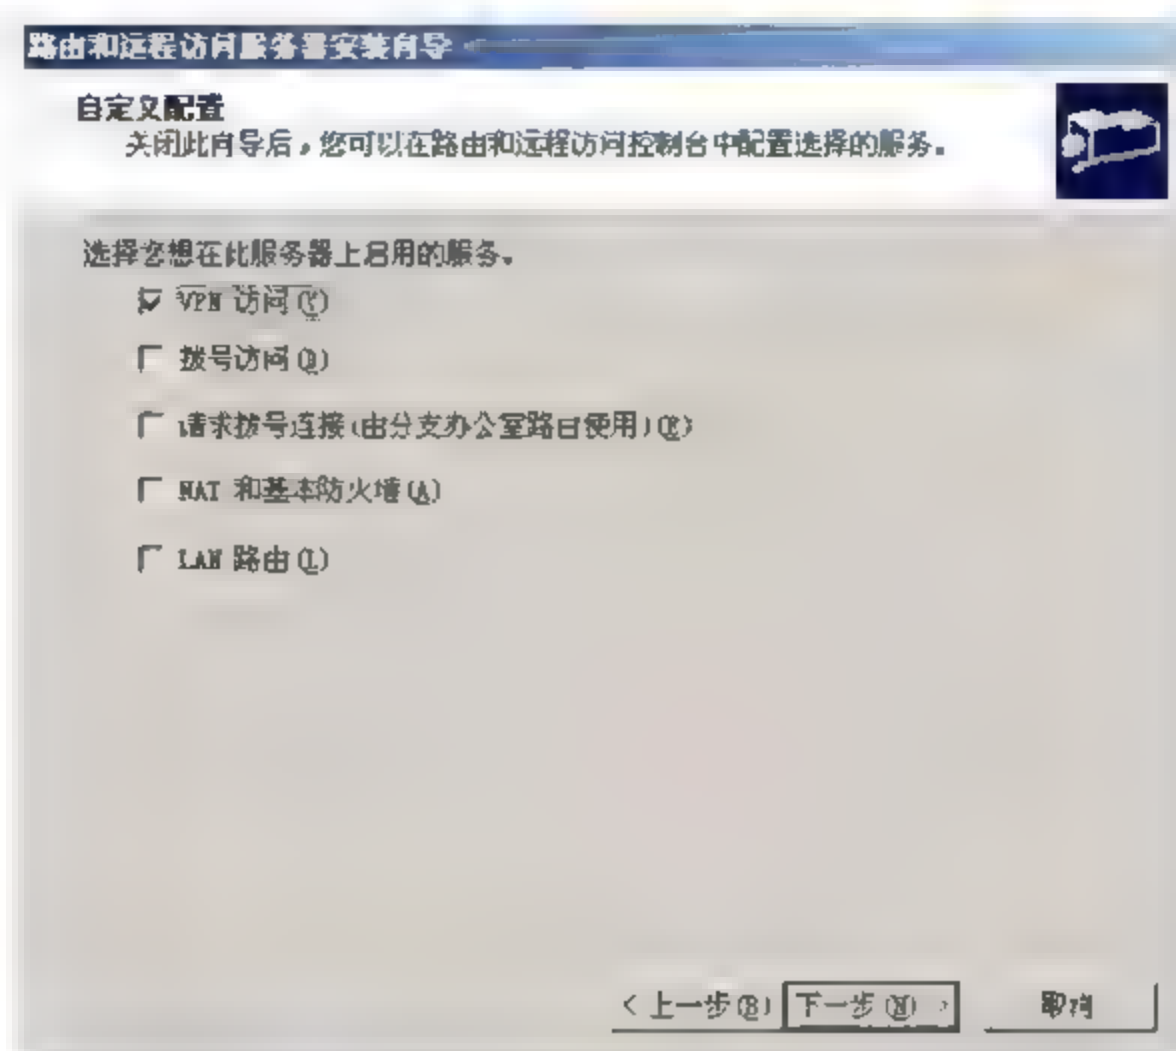 路由和远程访问服务器安装向导
自定义配置
关闭此向导后，您可以在路由和远程访问控制台中配置选择的服务。
选择您想在此服务器上启用的服务。
VPN 访问(V)
拨号访问(D)
请求拨号连接(由分支办公室路由使用)(E)
NAT 和基本防火墙(A)
LAN 路由(L)
< 上一步(B) 下一步(N) > 取消